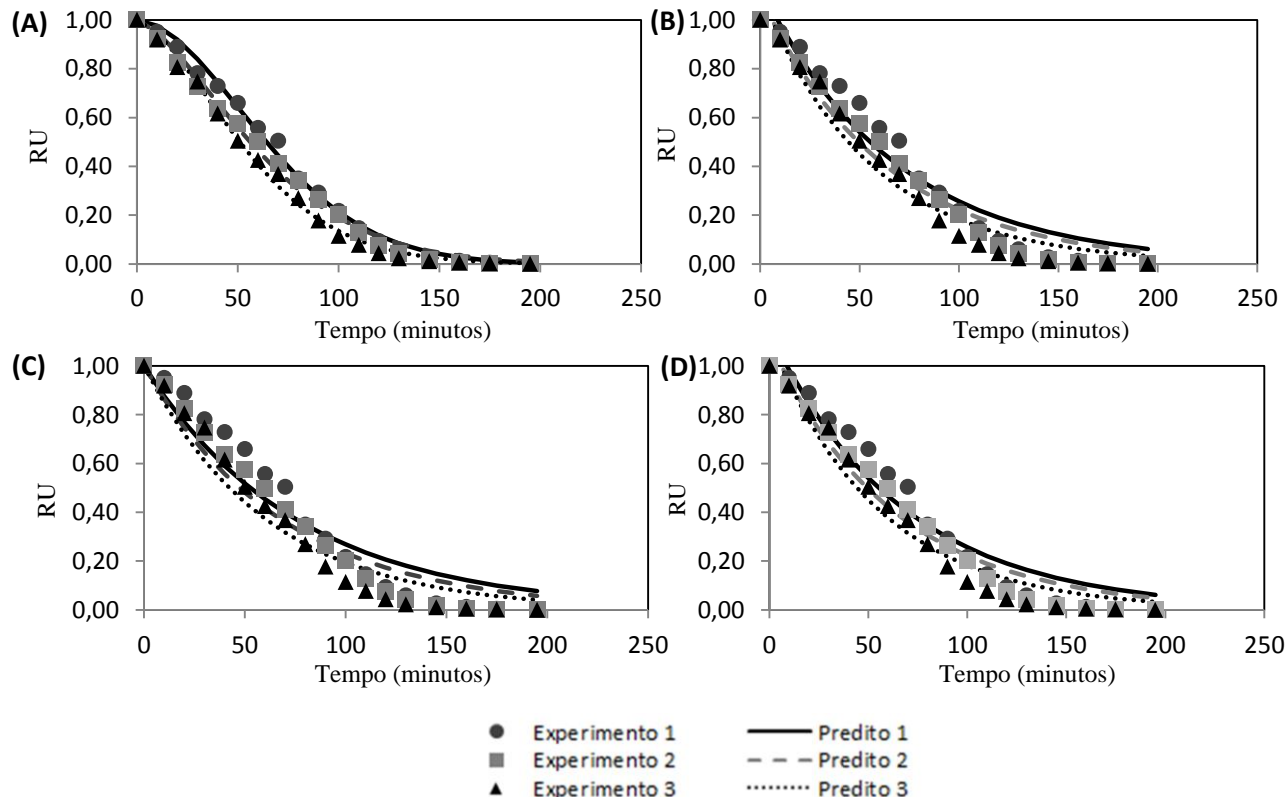 (A)
1,00
0,80
0,60
0,40
0,20
0,00
RU
0 50 100 150 200 250
Tempo (minutos)
(B)
1,00
0,80
0,60
0,40
0,20
0,00
RU
0 50 100 150 200 250
Tempo (minutos)
(C)
1,00
0,80
0,60
0,40
0,20
0,00
RU
0 50 100 150 200 250
Tempo (minutos)
(D)
1,00
0,80
0,60
0,40
0,20
0,00
RU
0 50 100 150 200 250
Tempo (minutos)
Experimento 1 Predito 1
Experimento 2 Predito 2
Experimento 3 Predito 3